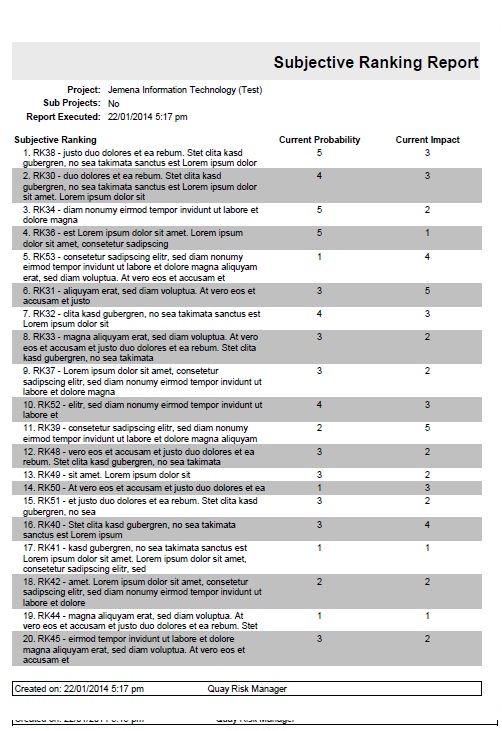 Subjective Ranking Report
Project: Jemena Information Technology (Test)
Sub Projects: No
Report Executed: 22/01/2014 5:17 pm
Subjective Ranking Current Probability Current Impact
1. RK38 - justo duo dolores et ea rebum. Stet clita kasd 5 3
gubergren, no sea takimata sanctus est Lorem ipsum dolor
2. RK30 - duo dolores et ea rebum. Stet clita kasd 4 3
gubergren, no sea takimata sanctus est Lorem ipsum dolor
sit amet. Lorem ipsum dolor sit
3. RK34 - diam nonumy eirmod tempor invidunt ut labore et 5 2
dolore magna
4. RK36 - est Lorem ipsum dolor sit amet. Lorem ipsum 5 1
dolor sit amet, consetetur sadipscing
5. RK53 - consetetur sadipscing elitr, sed diam nonumy 1 4
eirmod tempor invidunt ut labore et dolore magna aliquyam
erat, sed diam voluptua. At vero eos et accusam et
6. RK31 - aliquyam erat, sed diam voluptua. At vero eos et 3 5
accusam et justo
7. RK32 - clita kasd gubergren, no sea takimata sanctus est 4 3
Lorem ipsum dolor sit
8. RK33 - magna aliquyam erat, sed diam voluptua. At vero 3 2
eos et accusam et justo duo dolores et ea rebum. Stet clita
kasd gubergren, no sea takimata
9. RK37 - Lorem ipsum dolor sit amet, consetetur 3 2
sadipscing elitr, sed diam nonumy eirmod tempor invidunt ut
labore et dolore magna
10. RK52 - elitr, sed diam nonumy eirmod tempor invidunt ut 4 3
labore et
11. RK39 - consetetur sadipscing elitr, sed diam nonumy 2 5
eirmod tempor invidunt ut labore et dolore magna aliquyam
12. RK48 - vero eos et accusam et justo duo dolores et ea 3 2
rebum. Stet clita kasd gubergren, no sea takimata
13. RK49 - sit amet. Lorem ipsum dolor sit 3 2
14. RK50 - At vero eos et accusam et justo duo dolores et ea 1 3
15. RK51 - et justo duo dolores et ea rebum. Stet clita kasd 3 2
gubergren, no sea
16. RK40 - Stet clita kasd gubergren, no sea takimata 3 4
sanctus est Lorem ipsum
17. RK41 - kasd gubergren, no sea takimata sanctus est 1 1
Lorem ipsum dolor sit amet. Lorem ipsum dolor sit amet,
consetetur sadipscing elitr, sed
18. RK42 - amet. Lorem ipsum dolor sit amet, consetetur 2 2
sadipscing elitr, sed diam nonumy eirmod tempor invidunt ut
labore et dolore
19. RK44 - magna aliquyam erat, sed diam voluptua. At 1 1
vero eos et accusam et justo duo dolores et ea rebum. Stet
20. RK45 - eirmod tempor invidunt ut labore et dolore 3 2
magna aliquyam erat, sed diam voluptua. At vero eos et
accusam et
Created on: 22/01/2014 5:17 pm Quay Risk Manager